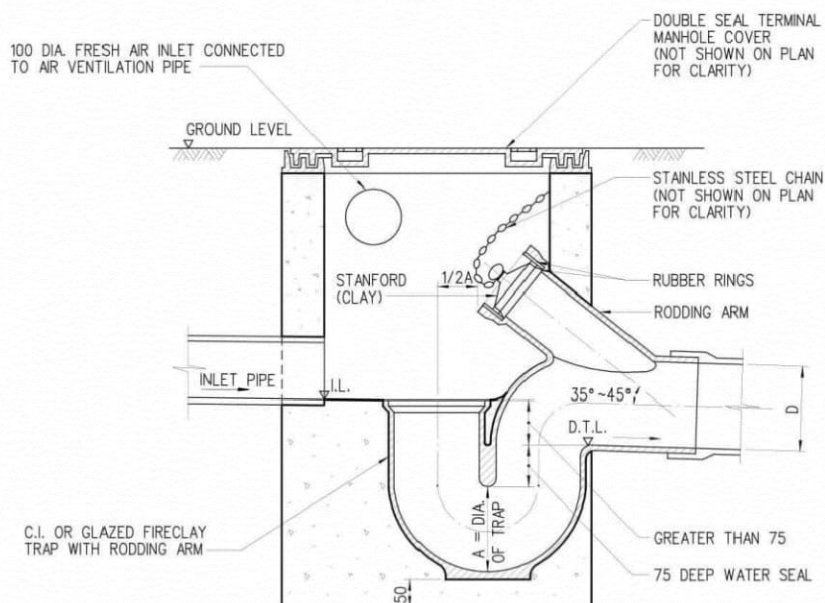 DOUBLE SEAL TERMINAL
MANHOLE COVER
(NOT SHOWN ON PLAN
FOR CLARITY)
100 DIA. FRESH AIR INLET CONNECTED
TO AIR VENTILATION PIPE
GROUND LEVEL
STAINLESS STEEL CHAIN
(NOT SHOWN ON PLAN
FOR CLARITY)
1/2A
STANFORD
(CLAY)
RUBBER RINGS
RODDING ARM
INLET PIPE
I.L.
35° ~45°
D
D.T.L.
A = DIA.
OF TRAP
C.I. OR GLAZED FIRECLAY
TRAP WITH RODDING ARM
GREATER THAN 75
75 DEEP WATER SEAL
50